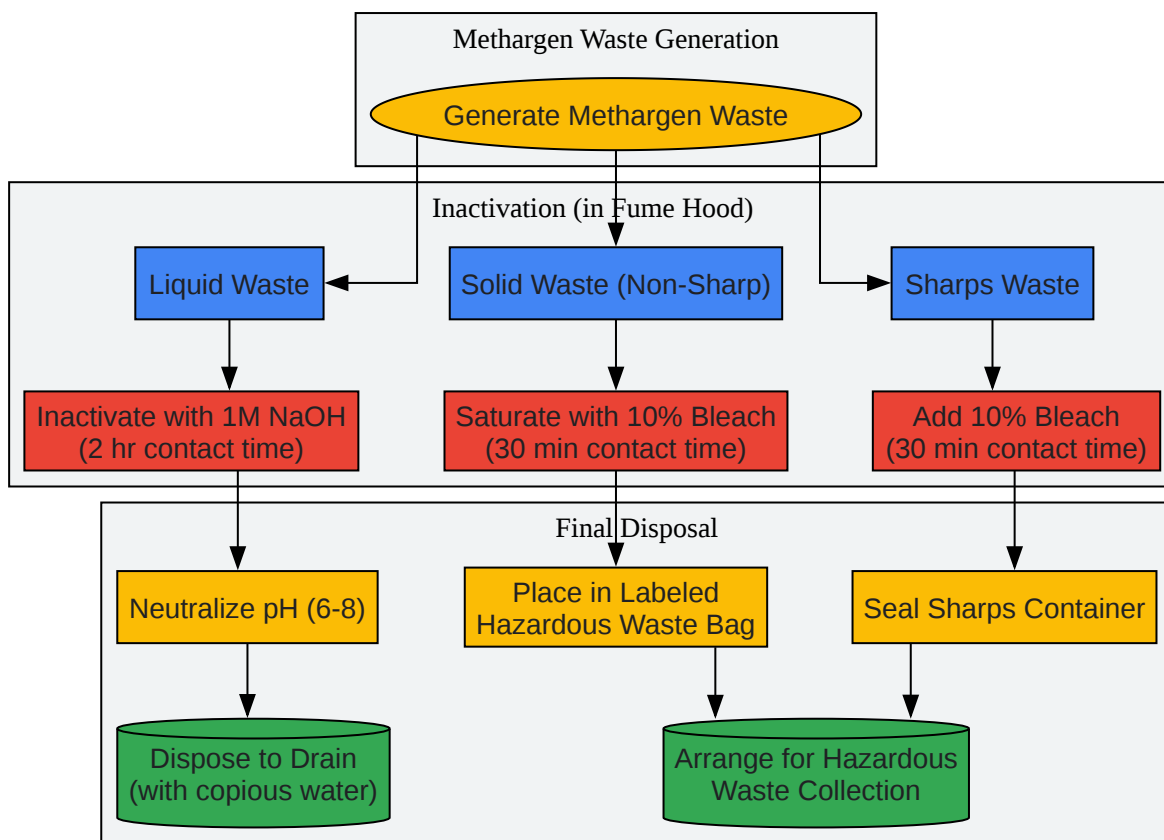 Methargen Waste Generation
Generate Methargen Waste
Inactivation (in Fume Hood)
Liquid Waste
Solid Waste (Non-Sharp)
Sharps Waste
Inactivate with 1M NaOH
(2 hr contact time)
Saturate with 10% Bleach
(30 min contact time)
Add 10% Bleach
(30 min contact time)
Final Disposal
Neutralize pH (6-8)
Place in Labeled
Hazardous Waste Bag
Seal Sharps Container
Dispose to Drain
(with copious water)
Arrange for Hazardous
Waste Collection